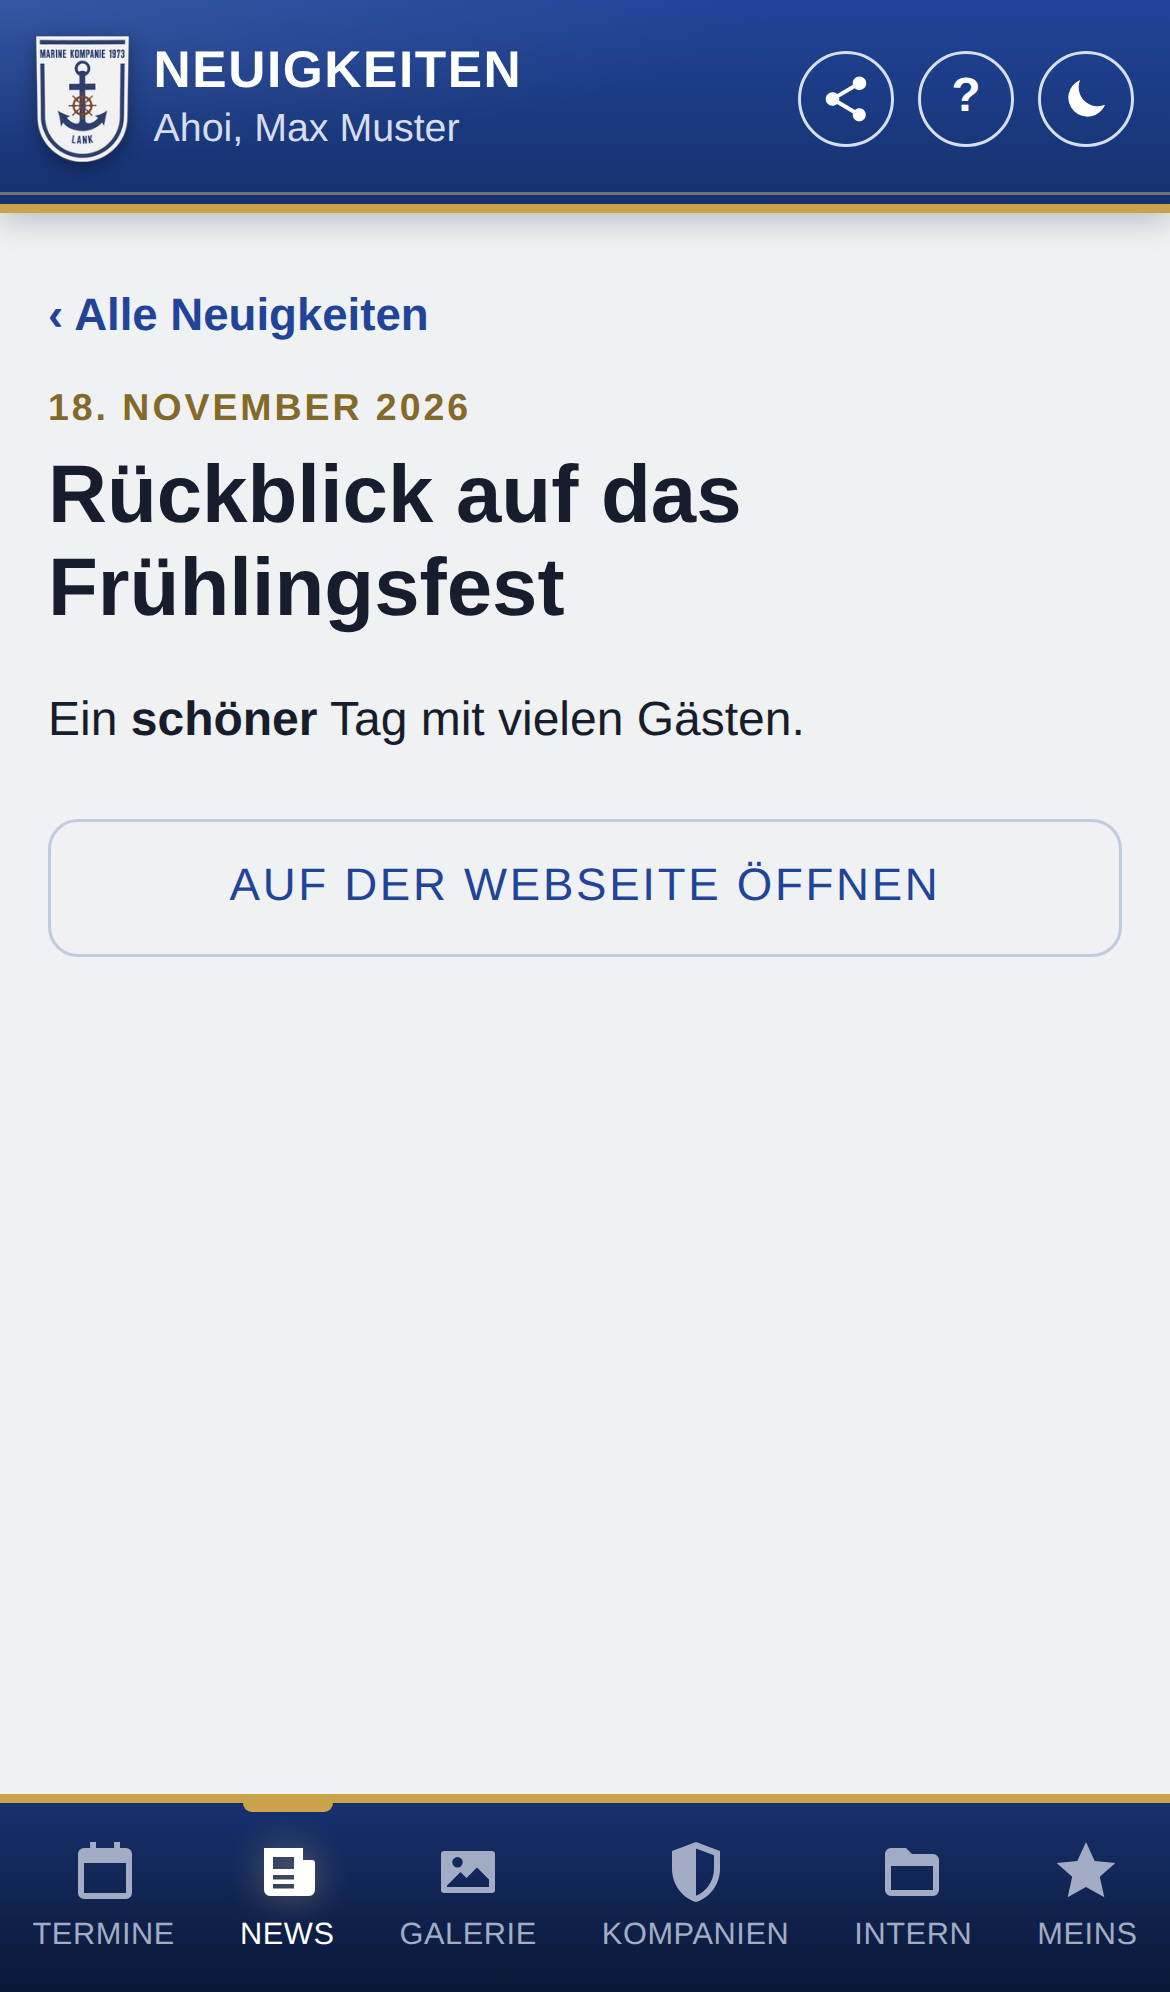 MARINE KOMPANIE 1973
LANK
NEUIGKEITEN
Ahoi, Max Muster
?
‹ Alle Neuigkeiten
18. NOVEMBER 2026
Rückblick auf das
Frühlingsfest
Ein schöner Tag mit vielen Gästen.
AUF DER WEBSEITE ÖFFNEN
TERMINE NEWS GALERIE KOMPANIEN INTERN MEINS